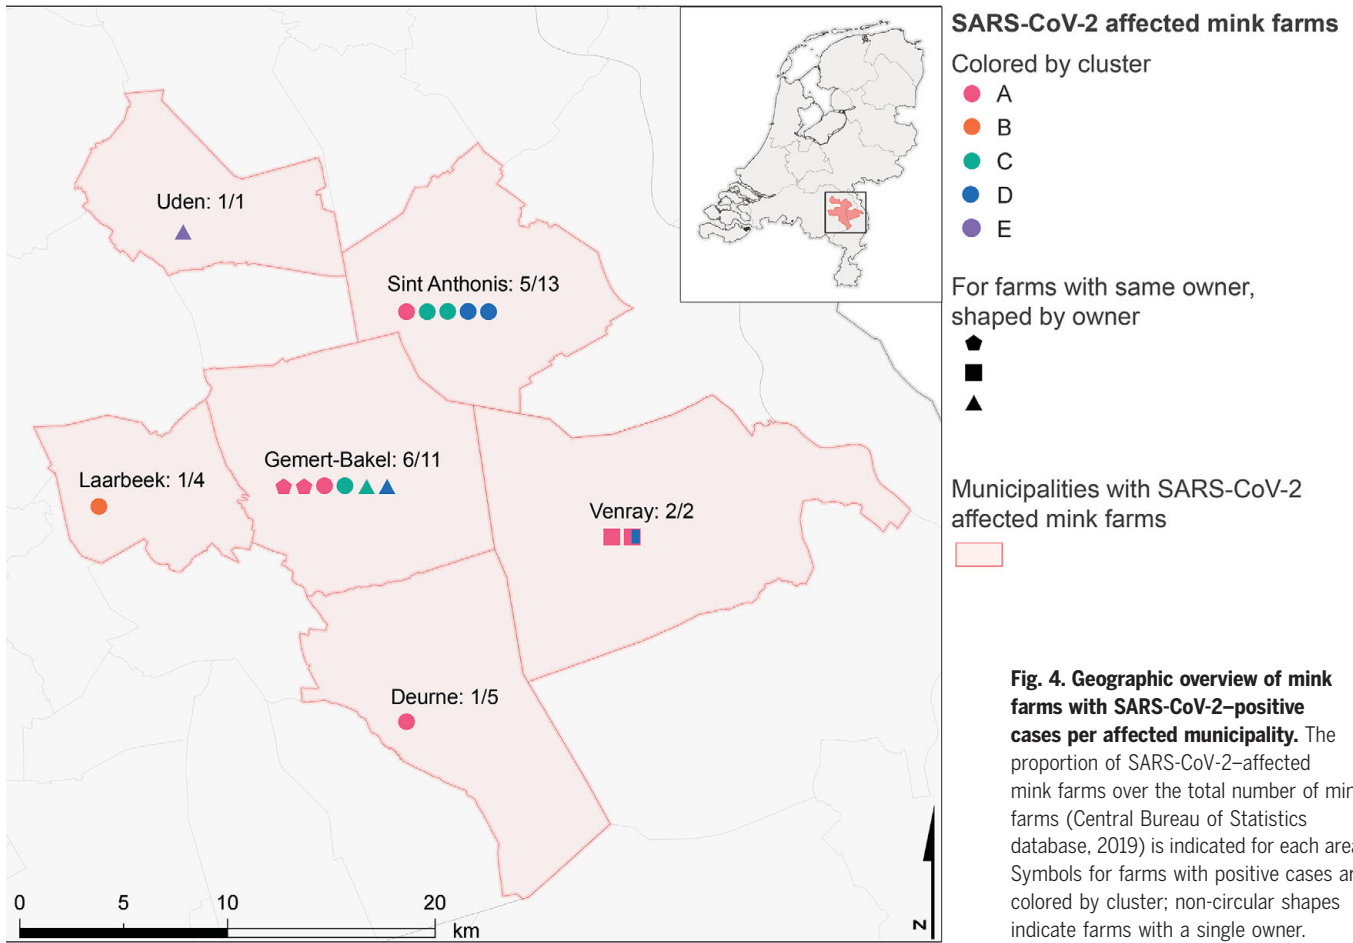 SARS-CoV-2 affected mink farms
Colored by cluster
A
B
C
D
E
For farms with same owner,
shaped by owner
Municipalities with SARS-CoV-2
affected mink farms
Uden: 1/1
Sint Anthonis: 5/13
Gemert-Bakel: 6/11
Laarbeek: 1/4
Venray: 2/2
Deurne: 1/5
0 5 10 20
km
N
Fig. 4. Geographic overview of mink
farms with SARS-CoV-2–positive
cases per affected municipality. The
proportion of SARS-CoV-2–affected
mink farms over the total number of
farms (Central Bureau of Statistics
database, 2019) is indicated for each
Symbols for farms with positive cases
colored by cluster; non-circular shapes
indicate farms with a single owner.